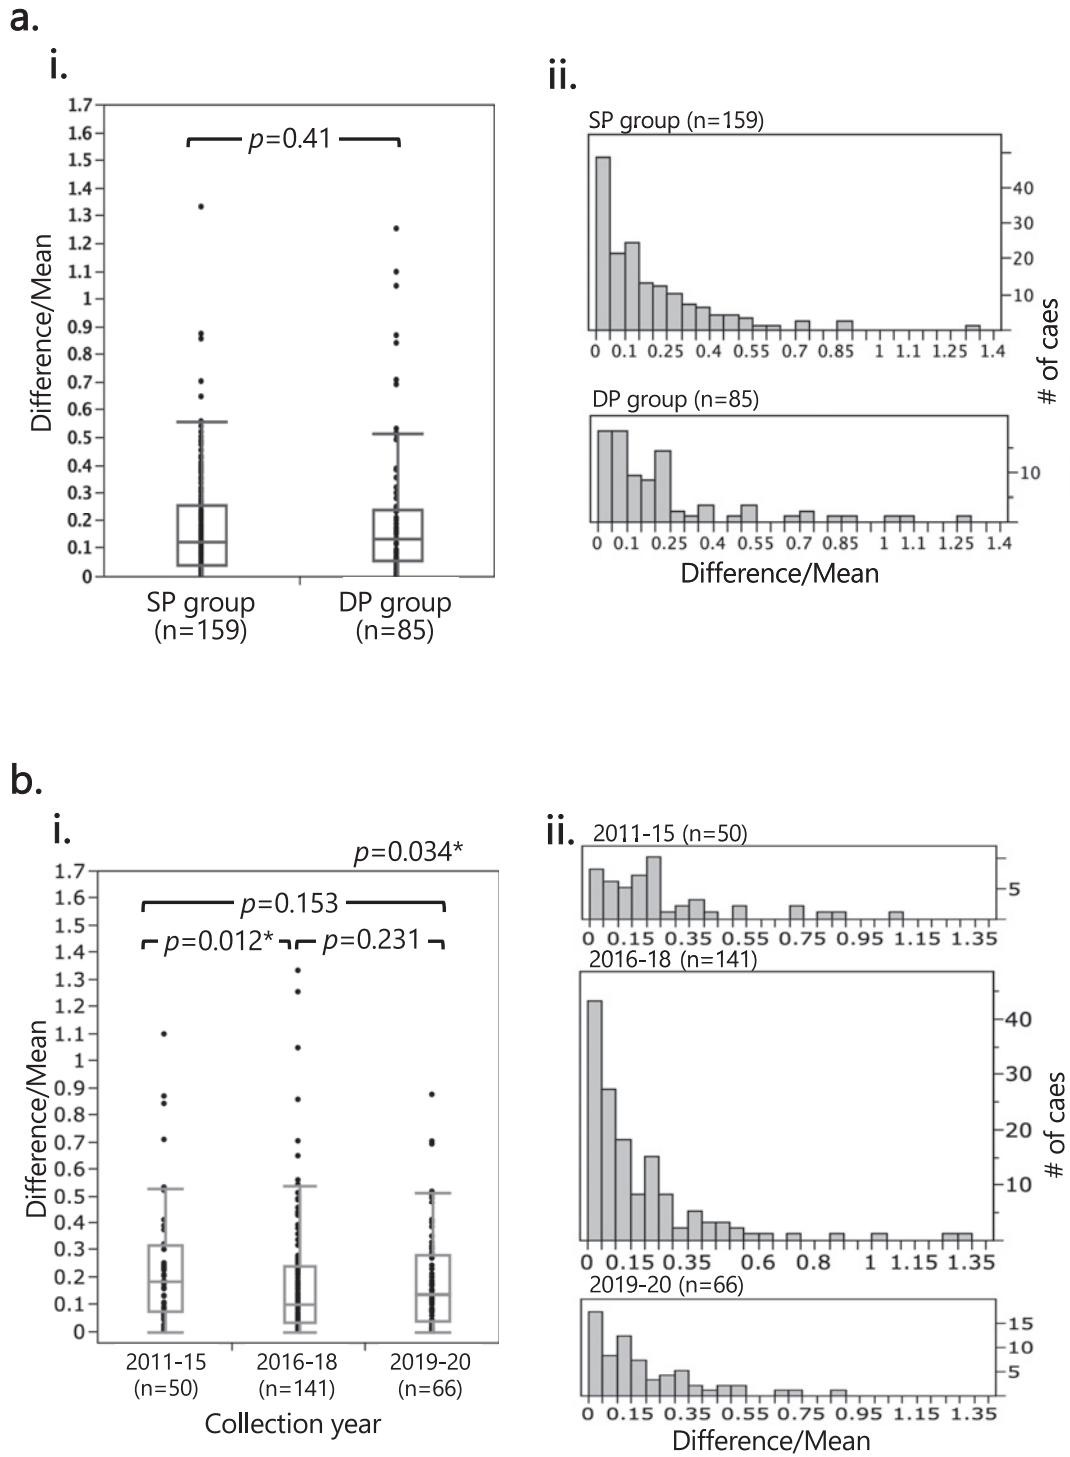 a.
i.
1.7
1.6
1.5
1.4
1.3
1.2
1.1
1
0.9
0.8
0.7
0.6
0.5
0.4
0.3
0.2
0.1
0
Difference/Mean
p=0.41
SP group
(n=159)
DP group
(n=85)
ii.
SP group (n=159)
40
30
20
10
0 0.1 0.25 0.4 0.55 0.7 0.85 1 1.1 1.25 1.4
DP group (n=85)
10
0 0.1 0.25 0.4 0.55 0.7 0.85 1 1.1 1.25 1.4
Difference/Mean
# of caes
b.
i.
p=0.034*
1.7
1.6
1.5
1.4
1.3
1.2
1.1
1
0.9
0.8
0.7
0.6
0.5
0.4
0.3
0.2
0.1
0
Difference/Mean
p=0.153
p=0.012*
p=0.231
2011-15
(n=50)
2016-18
(n=141)
2019-20
(n=66)
Collection year
ii.
2011-15 (n=50)
5
0 0.15 0.35 0.55 0.75 0.95 1.15 1.35
2016-18 (n=141)
40
30
20
10
0 0.15 0.35 0.6 0.8 1 1.15 1.35
2019-20 (n=66)
15
10
5
0 0.15 0.35 0.55 0.75 0.95 1.15 1.35
Difference/Mean
# of caes